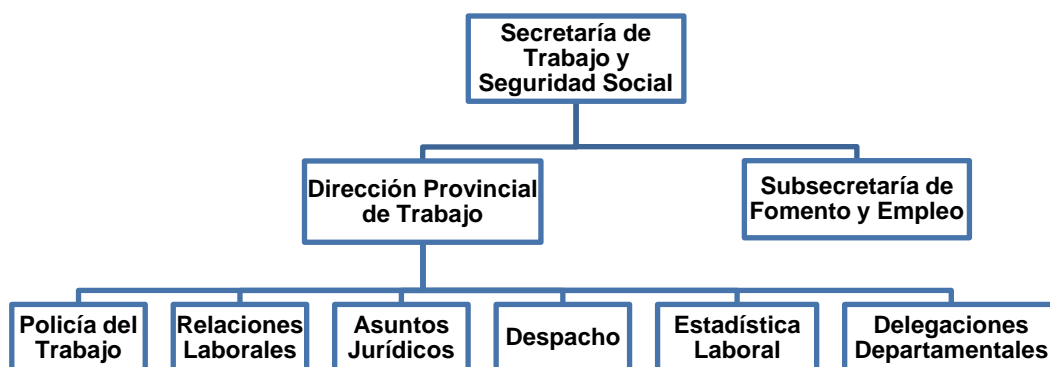 Secretaría de
Trabajo y
Seguridad Social
Dirección Provincial
de Trabajo
Subsecretaría de
Fomento y Empleo
Policía del
Trabajo
Relaciones
Laborales
Asuntos
Jurídicos
Despacho
Estadística
Laboral
Delegaciones
Departamentales